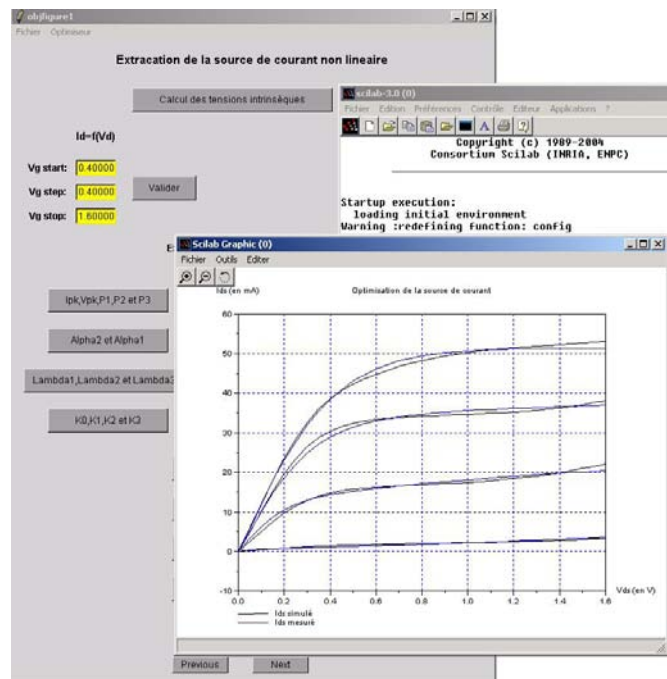 objfigure1
Fichier Optimiseur
Extracation de la source de courant non lineaire
Calcul des tensions intrinsèques
Id=f(Vd)
Vg start: 0.40000
Vg step: 0.40000
Valider
Vg stop: 1.60000
E
Ipk,Vpk,P1,P2 et P3
Alpha2 et Alpha1
Lambda1,Lambda2 et Lambda3
K0,K1,K2 et K3
Previous Next
scilab-3.0 (0)
Fichier Edition Préférences Contrôle Editeur Applications ?
Copyright (c) 1989-2004
Consortium Scilab (INRIA, ENPC)
Startup execution:
loading initial environment
Warning :redefining function: config
Scilab Graphic (0)
Fichier Outils Editer
Ids (en mA) Optimisation de la source de courant
60
50
40
30
20
10
0
-10
0.0 0.2 0.4 0.6 0.8 1.0 1.2 1.4 1.6
Vds (en V)
Ids simulé
Ids mesuré